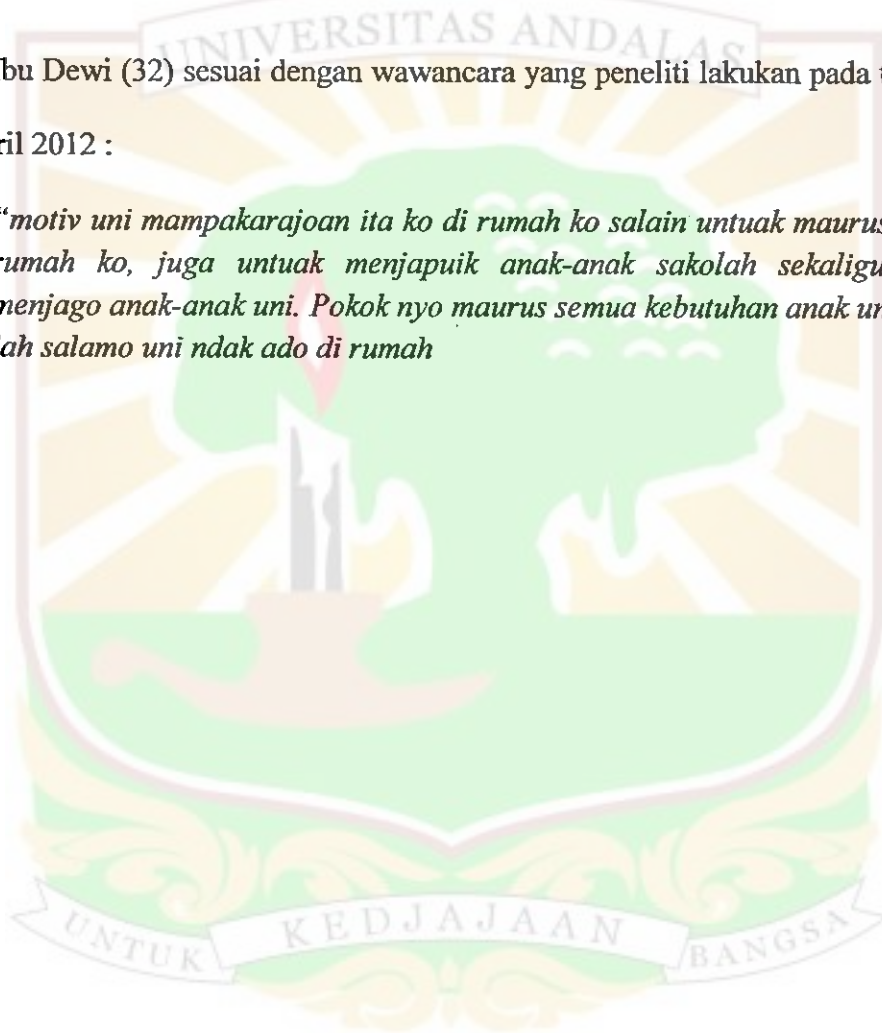 UNIVERSITAS ANDALAS
bu Dewi (32) sesuai dengan wawancara yang peneliti lakukan pada
ril 2012 :
“motiv uni mampakarajoan ita ko di rumah ko salain untuak maurus
rumah ko, juga untuak menjapuik anak-anak sakolah sekaligu
menjago anak-anak uni. Pokok nyo maurus semua kebutuhan anak un
lah salamo uni ndak ado di rumah
UNTUK KEDJAJAAN BANGSA